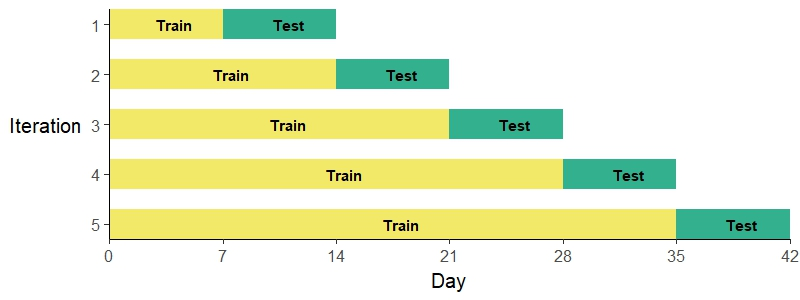 1 Train Test
2 Train Test
Iteration 3 Train Test
4 Train Test
5 Train Test
0 7 14 21 28 35 42
Day